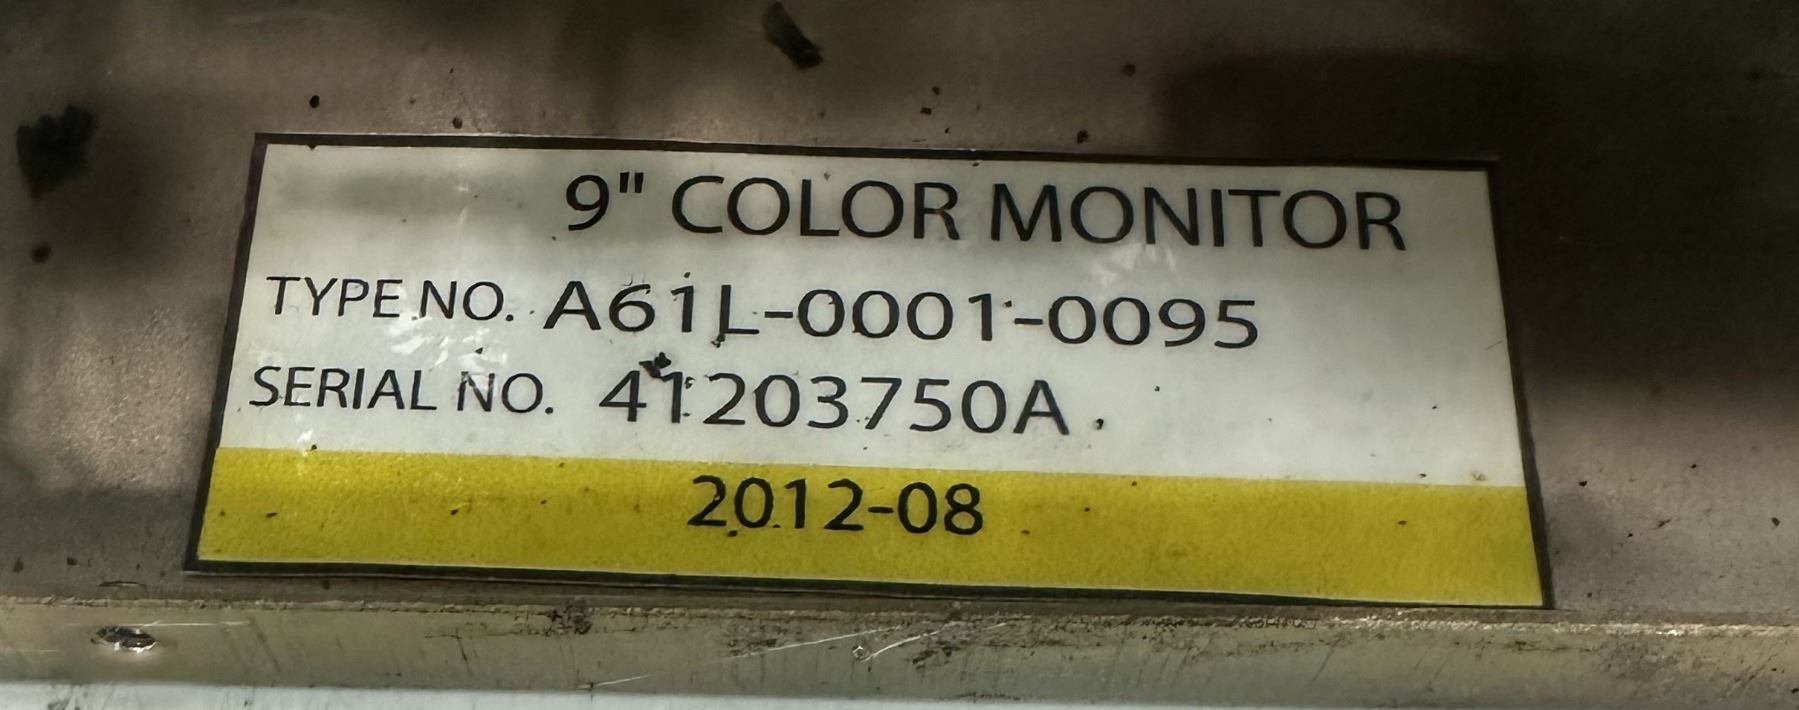 9" COLOR MONITOR
TYPE NO. A61L-0001-0095
SERIAL NO. 41203750A
2012-08